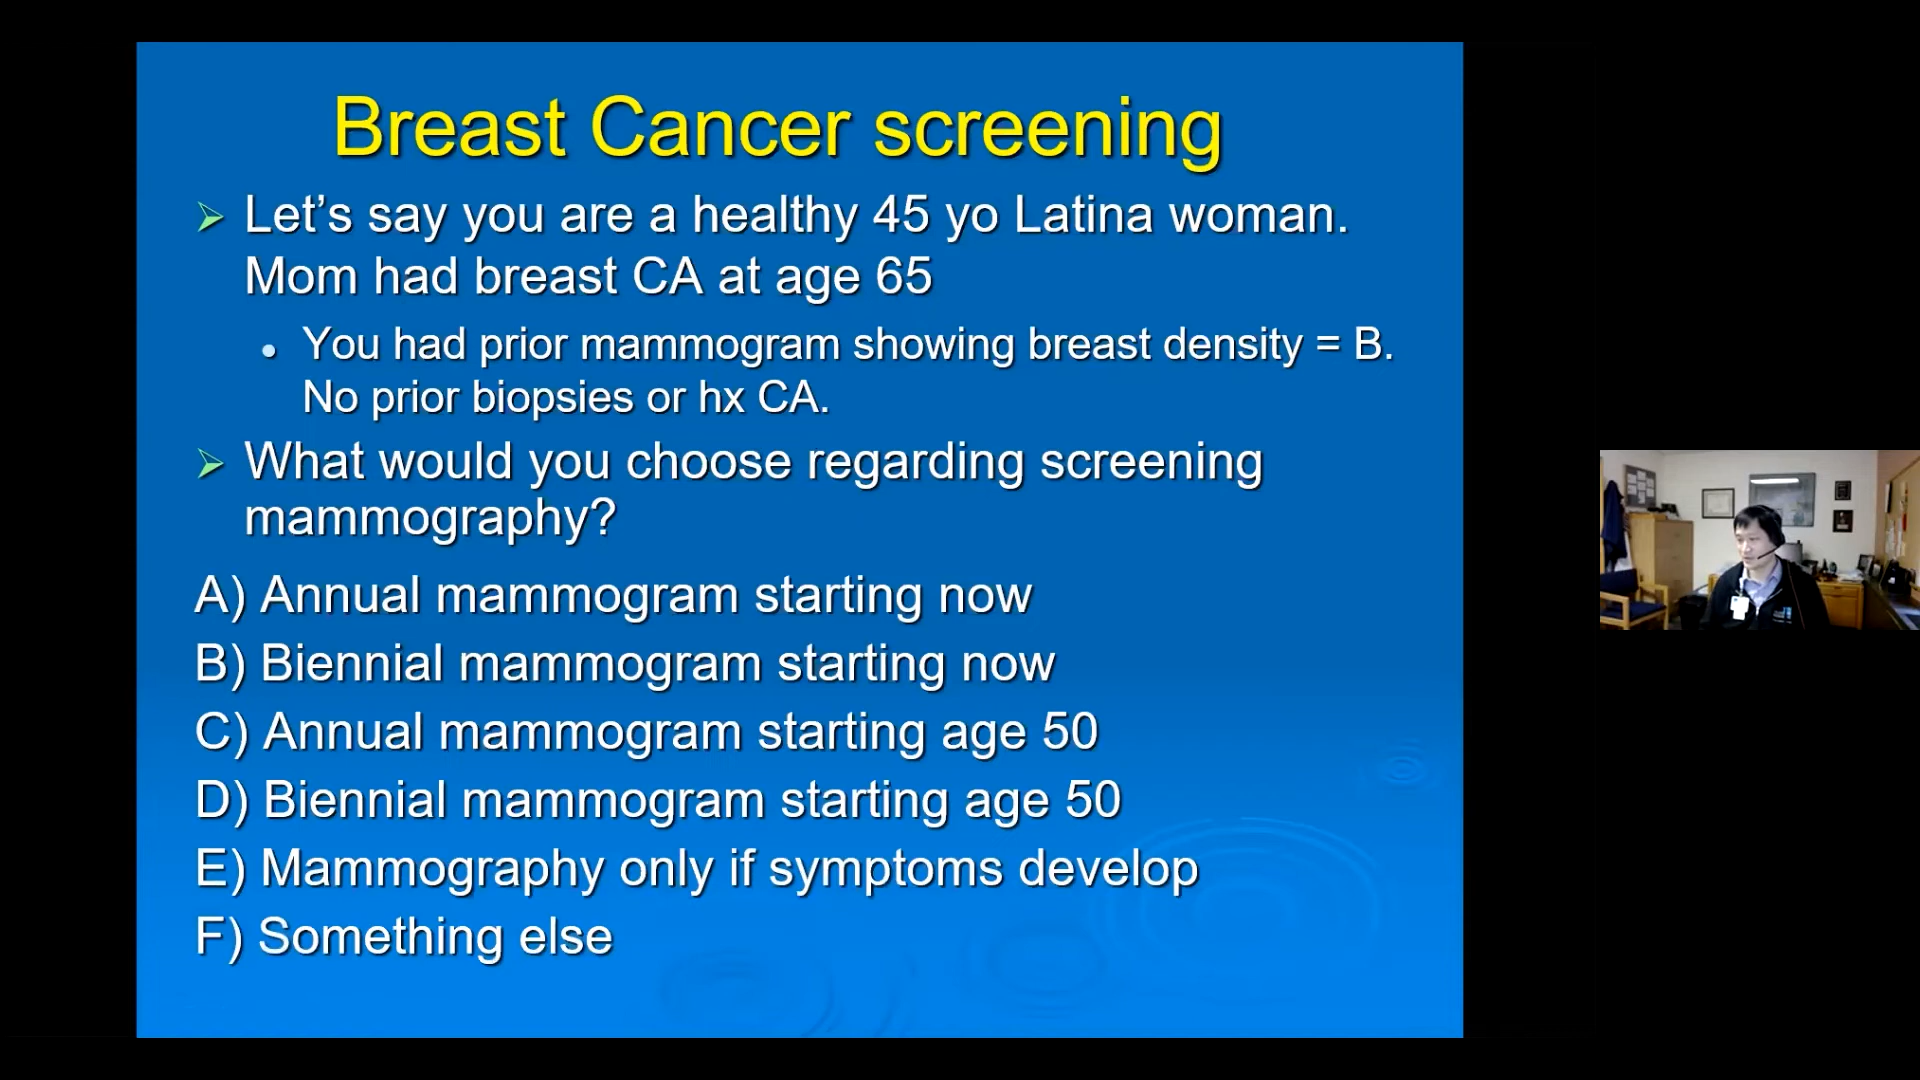 Breast Cancer screening
Let's say you are a healthy 45 yo Latina woman.
Mom had breast CA at age 65
You had prior mammogram showing breast density = B.
No prior biopsies or hx CA.
What would you choose regarding screening
mammography?
A) Annual mammogram starting now
B) Biennial mammogram starting now
C) Annual mammogram starting age 50
D) Biennial mammogram starting age 50
E) Mammography only if symptoms develop
F) Something else